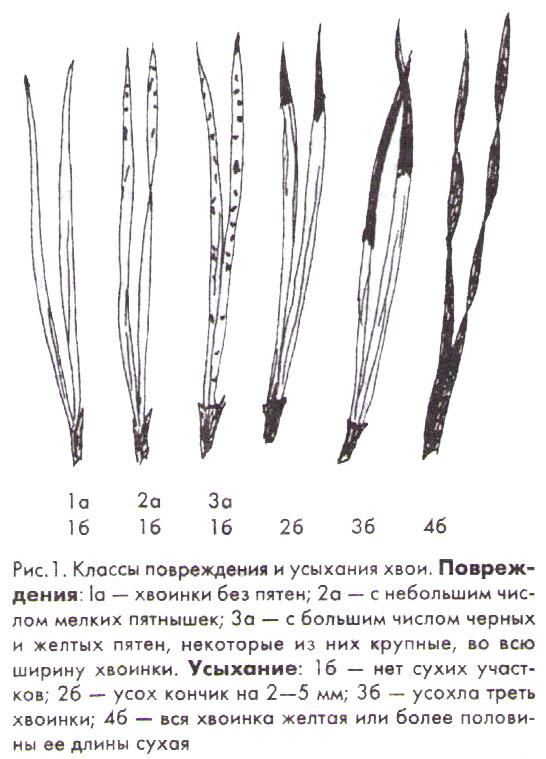 1а 2а 3а
1б 1б 1б 2б 3б 4б
Рис.1. Классы повреждения и усыхания хвои. Повреж-
дения: Iа — хвоинки без пятен; 2а — с небольшим чис-
лом мелких пятнышек; 3а — с большим числом черных
и желтых пятен, некоторые из них крупные, во всю
ширину хвоинки. Усыхание: 1б — нет сухих участ-
ков; 2б — усох кончик на 2—5 мм; 3б — усохла треть
хвоинки; 4б — вся хвоинка желтая или более полови-
ны ее длины сухая